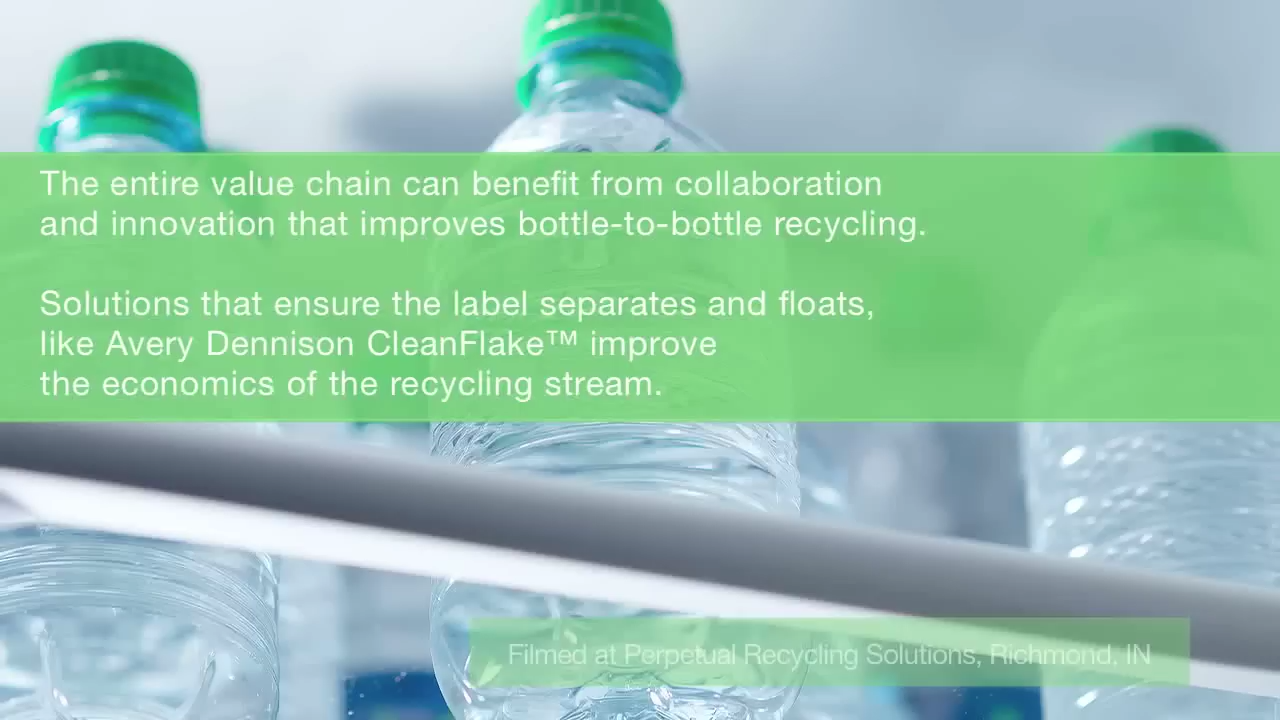 The entire value chain can benefit from collaboration
and innovation that improves bottle-to-bottle recycling.
Solutions that ensure the label separates and floats,
like Avery Dennison CleanFlake™ improve
the economics of the recycling stream.
Filmed at Perpetual Recycling Solutions, Richmond, IN